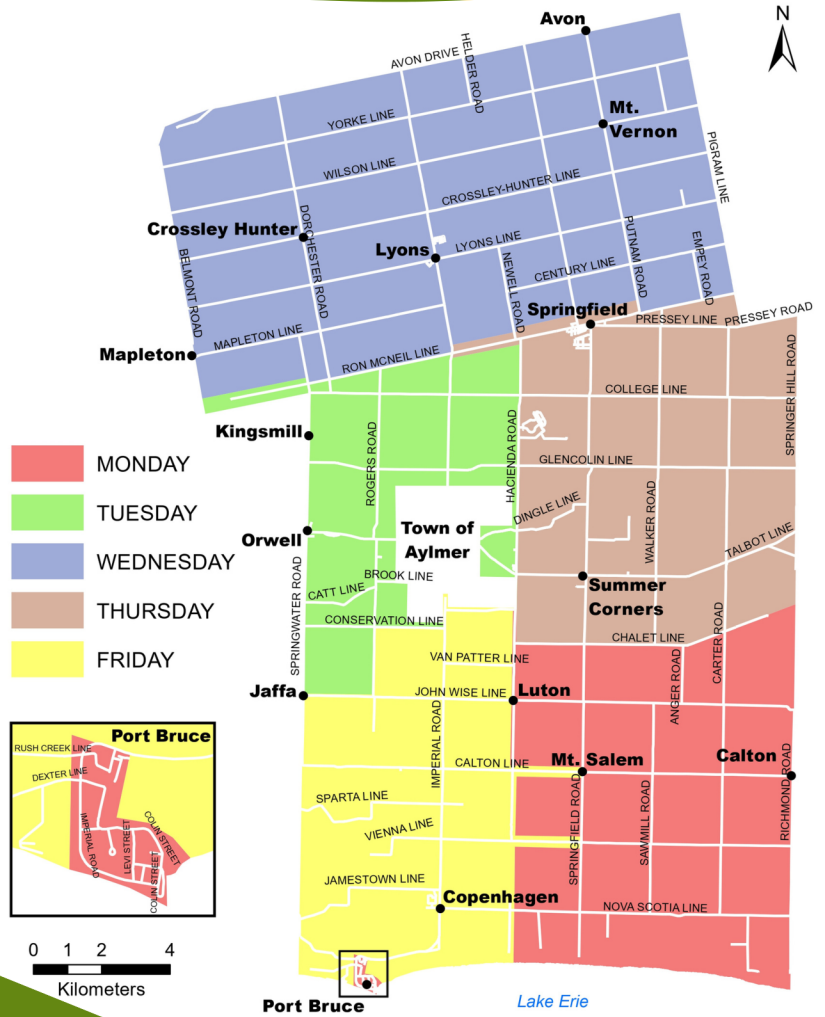 N
Avon
AVON DRIVE
HELDER ROAD
YORKE LINE
Mt.
Vernon
WILSON LINE
PIGRAM LINE
CROSSLEY-HUNTER LINE
DORCHESTER ROAD
Crossley Hunter
BELMONT ROAD
Lyons
LYONS LINE
PUTNAM ROAD
EMPEY ROAD
NEWELL ROAD
CENTURY LINE
Springfield
PRESSEY LINE
PRESSEY ROAD
MAPLETON LINE
Mapleton
RON MCNEIL LINE
SPRINGER HILL ROAD
COLLEGE LINE
Kingsmill
ROGERS ROAD
HACIENDA ROAD
GLENCOLIN LINE
MONDAY
TUESDAY
WEDNESDAY
THURSDAY
FRIDAY
DINGLE LINE
WALKER ROAD
TALBOT LINE
Town of
Aylmer
Orwell
BROOK LINE
CATT LINE
Summer
Corners
SPRINGWATER ROAD
CONSERVATION LINE
CHALET LINE
CARTER ROAD
VAN PATTER LINE
ANGER ROAD
Jaffa
JOHN WISE LINE
Luton
IMPERIAL ROAD
CALTON LINE
Mt. Salem
Calton
RICHMOND ROAD
SPRINGFIELD ROAD
SAWMILL ROAD
SPARTA LINE
VIENNA LINE
JAMESTOWN LINE
Copenhagen
NOVA SCOTIA LINE
Port Bruce
RUSH CREEK LINE
DEXTER LINE
IMPERIAL ROAD
LEVI STREET
COLIN STREET
COLIN STREET
0 1 2 4
Kilometers
Port Bruce
Lake Erie